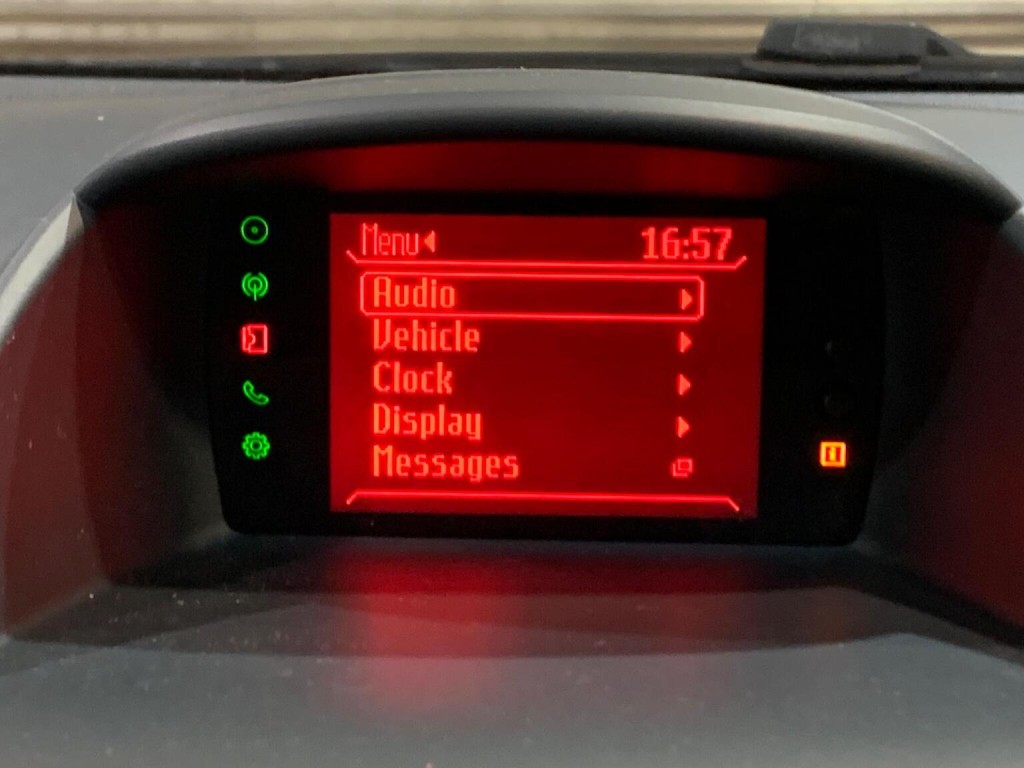 Menu
16:57
Audio
Vehicle
Clock
Display
Messages